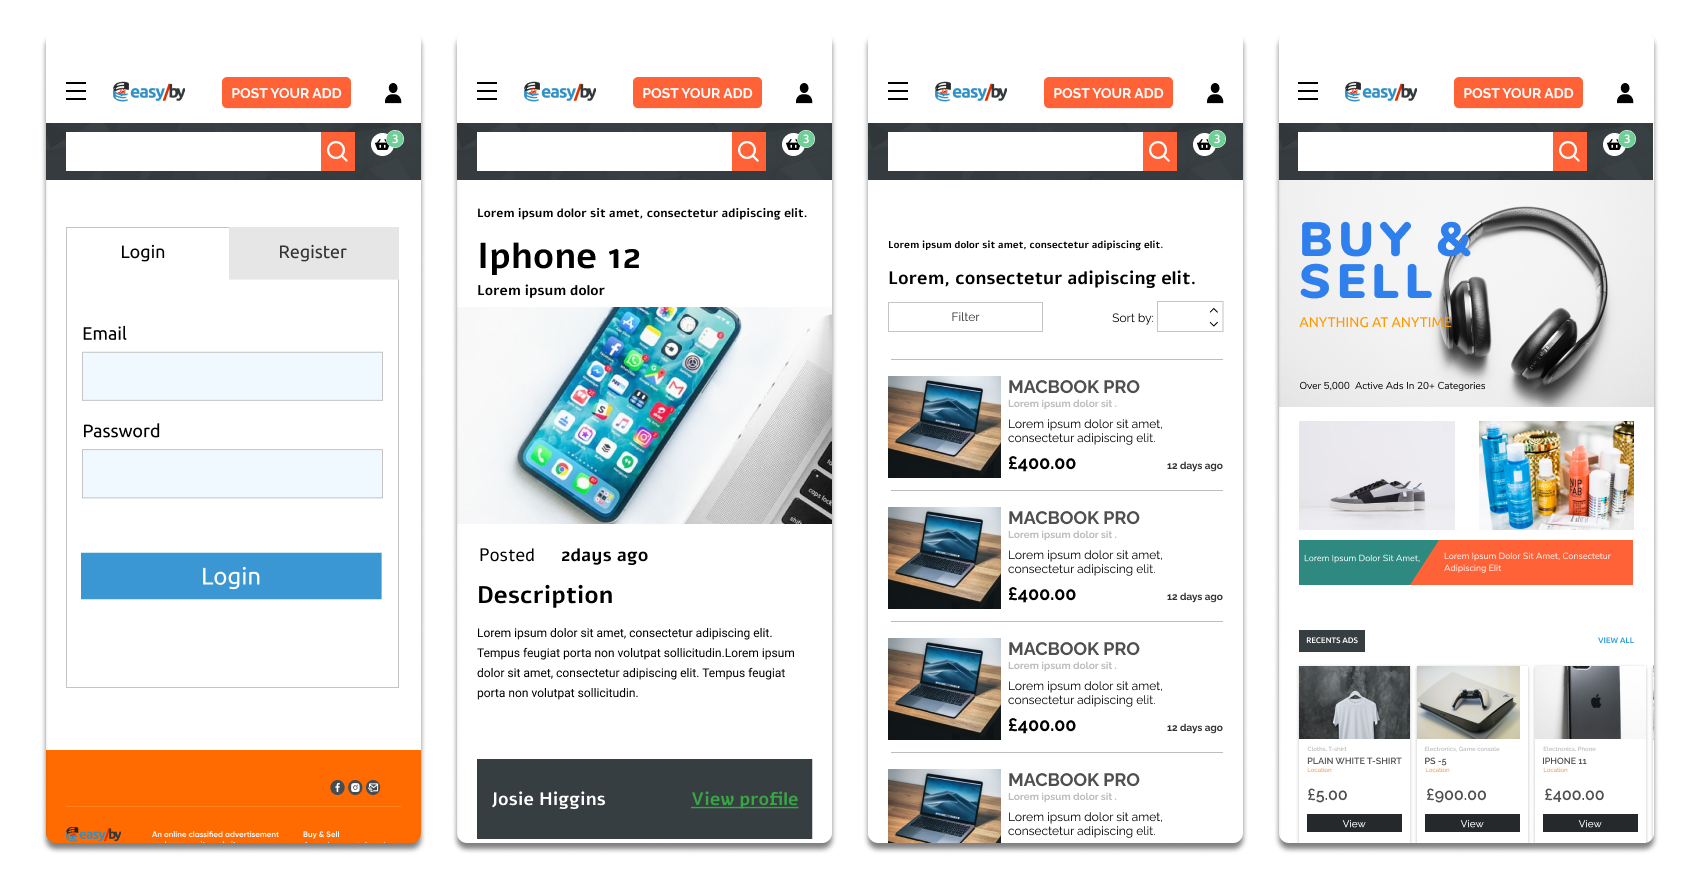 easy/by
POST YOUR ADD
3
Login
Register
Email
Password
Login
easy/by
An online classified advertisement
Buy & Sell
easy/by
POST YOUR ADD
3
Lorem ipsum dolor sit amet, consectetur adipiscing elit.
Iphone 12
Lorem ipsum dolor
caps lock
shift
Posted
2days ago
Description
Lorem ipsum dolor sit amet, consectetur adipiscing elit.
Tempus feugiat porta non volutpat sollicitudin.Lorem ipsum
dolor sit amet, consectetur adipiscing elit. Tempus feugiat
porta non volutpat sollicitudin.
Josie Higgins
View profile
easy/by
POST YOUR ADD
3
Lorem ipsum dolor sit amet, consectetur adipiscing elit.
Lorem, consectetur adipiscing elit.
Filter
Sort by:
MACBOOK PRO
Lorem ipsum dolor sit .
Lorem ipsum dolor sit amet,
consectetur adipiscing elit.
£400.00
12 days ago
MACBOOK PRO
Lorem ipsum dolor sit .
Lorem ipsum dolor sit amet,
consectetur adipiscing elit.
£400.00
12 days ago
MACBOOK PRO
Lorem ipsum dolor sit .
Lorem ipsum dolor sit amet,
consectetur adipiscing elit.
£400.00
12 days ago
MACBOOK PRO
Lorem ipsum dolor sit .
Lorem ipsum dolor sit amet,
consectetur adipiscing elit.
easy/by
POST YOUR ADD
3
BUY &
SELL
ANYTHING AT ANYTIME
Over 5,000 Active Ads In 20+ Categories
NIP
FAB
Lorem Ipsum Dolor Sit Amet,
Lorem Ipsum Dolor Sit Amet, Consectetur
Adipiscing Elit
RECENTS ADS
VIEW ALL
Cloths, T-shirt
PLAIN WHITE T-SHIRT
Location
£5.00
View
Electronics, Game console
PS -5
Location
£900.00
View
Electronics, Phone
IPHONE 11
Location
£400.00
View